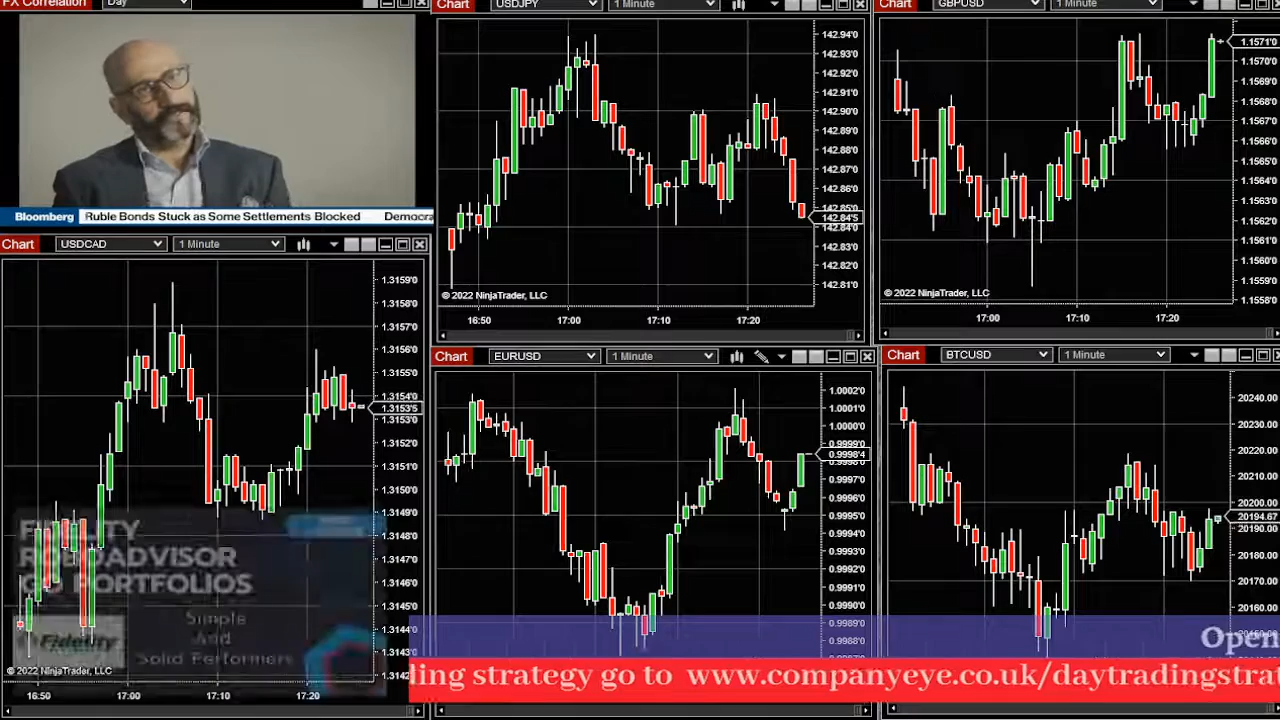 FX Correlation
Day
Bloomberg
Ruble Bonds Stuck as Some Settlements Blocked
Democra
Chart
USDJPY
1 Minute
142.94'0
142.93'0
142.92'0
142.90'0
142.89'0
142.87'0
142.86'0
142.85'0
142.84'5
142.84'0
142.83'0
142.82'0
142.81'0
© 2022 NinjaTrader, LLC
16:50
17:00
17:10
17:20
Chart
GBPUSD
1 Minute
1.1571'0
1.1570'0
1.1569'0
1.1567'0
1.1566'0
1.1565'0
1.1564'0
1.1562'0
1.1561'0
1.1560'0
1.1559'0
1.1558'0
© 2022 NinjaTrader, LLC
17:00
17:10
17:20
Chart
USDCAD
1 Minute
1.3159'0
1.3158'0
1.3157'0
1.3156'0
1.3155'0
1.3154'0
1.3153'5
1.3153'0
1.3152'0
1.3151'0
1.3150'0
1.3149'0
1.3147'0
1.3146'0
1.3145'0
1.3144'0
1.3143'0
1.3142
FIDELITY
ROBOADVISOR
GO PORTFOLIOS
Simple
And
Solid Performers
© 2022 NinjaTrader, LLC
16:50
17:00
17:10
17:20
Chart
EURUSD
1 Minute
1.0002'0
1.0001'0
1.0000'0
0.9999'0
0.9998'4
0.9998'0
0.9997'0
0.9996'0
0.9995'0
0.9994'0
0.9993'0
0.9992'0
0.9991'0
0.9990'0
0.9989'0
0.9988'0
Chart
BTCUSD
1 Minute
20240.00
20230.00
20210.00
20200.00
20194.67
20190.00
20180.00
20170.00
20160.00
Open
ding strategy go to www.companyeye.co.uk/daytradingstrat